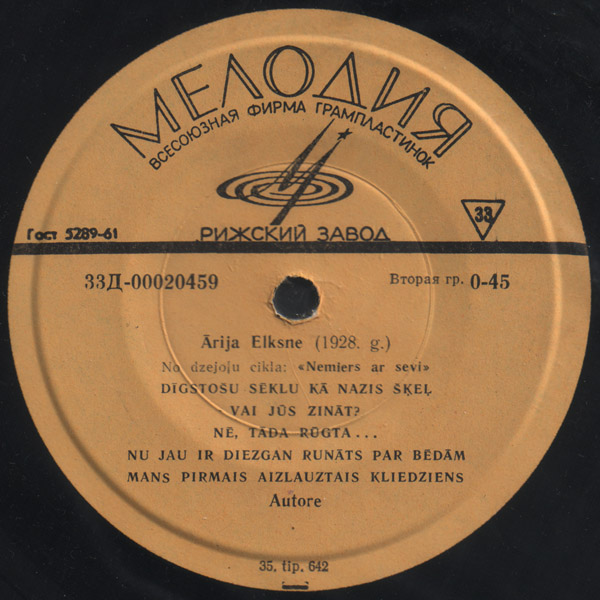 МЕЛОДИЯ
ВСЕСОЮЗНАЯ ФИРМА ГРАМПЛАСТИНОК
33
Гост 5289-61
РИЖСКИЙ ЗАВОД
33Д-00020459
Вторая гр. 0-45
Ārija Elksne (1928. g.)
No dzejoļu cikla: «Nemiers ar sevi»
DĪGSTOŠU SĒKLU KĀ NAZIS ŠĶEĻ
VAI JŪS ZINĀT?
NĒ, TĀDA RŪGTA...
NU JAU IR DIEZGAN RUNĀTS PAR BĒDĀM
MANS PIRMAIS AIZLAUZTAIS KLIEDZIENS
Autore
35. tip. 642